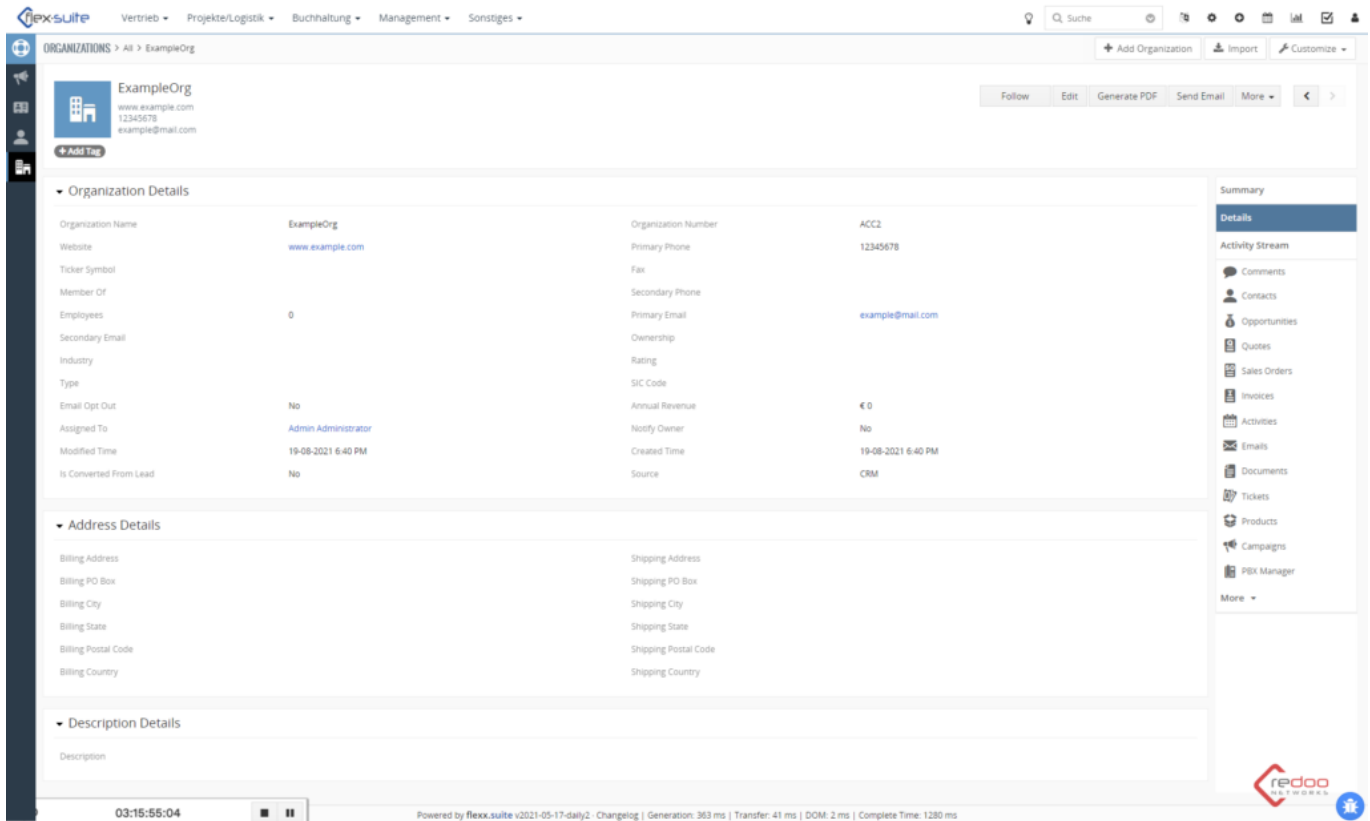 flex·suite Vertrieb Projekte/Logistik Buchhaltung Management Sonstiges Suche
ORGANIZATIONS > All > ExampleOrg + Add Organization Import Customize
ExampleOrg
www.example.com
12345678
example@mail.com
Follow Edit Generate PDF Send Email More
+ Add Tag
Organization Details
Organization Name ExampleOrg Organization Number ACC2
Website www.example.com Primary Phone 12345678
Ticker Symbol Fax
Member Of Secondary Phone
Employees 0 Primary Email example@mail.com
Secondary Email Ownership
Industry Rating
Type SIC Code
Email Opt Out No Annual Revenue € 0
Assigned To Admin Administrator Notify Owner No
Modified Time 19-08-2021 6:40 PM Created Time 19-08-2021 6:40 PM
Is Converted From Lead No Source CRM
Address Details
Billing Address Shipping Address
Billing PO Box Shipping PO Box
Billing City Shipping City
Billing State Shipping State
Billing Postal Code Shipping Postal Code
Billing Country Shipping Country
Description Details
Description
Summary
Details
Activity Stream
Comments
Contacts
Opportunities
Quotes
Sales Orders
Invoices
Activities
Emails
Documents
Tickets
Products
Campaigns
PBX Manager
More
redoo
NETWORKS
03:15:55:04
Powered by flexx.suite v2021-05-17-daily2 · Changelog | Generation: 363 ms | Transfer: 41 ms | DOM: 2 ms | Complete Time: 1280 ms